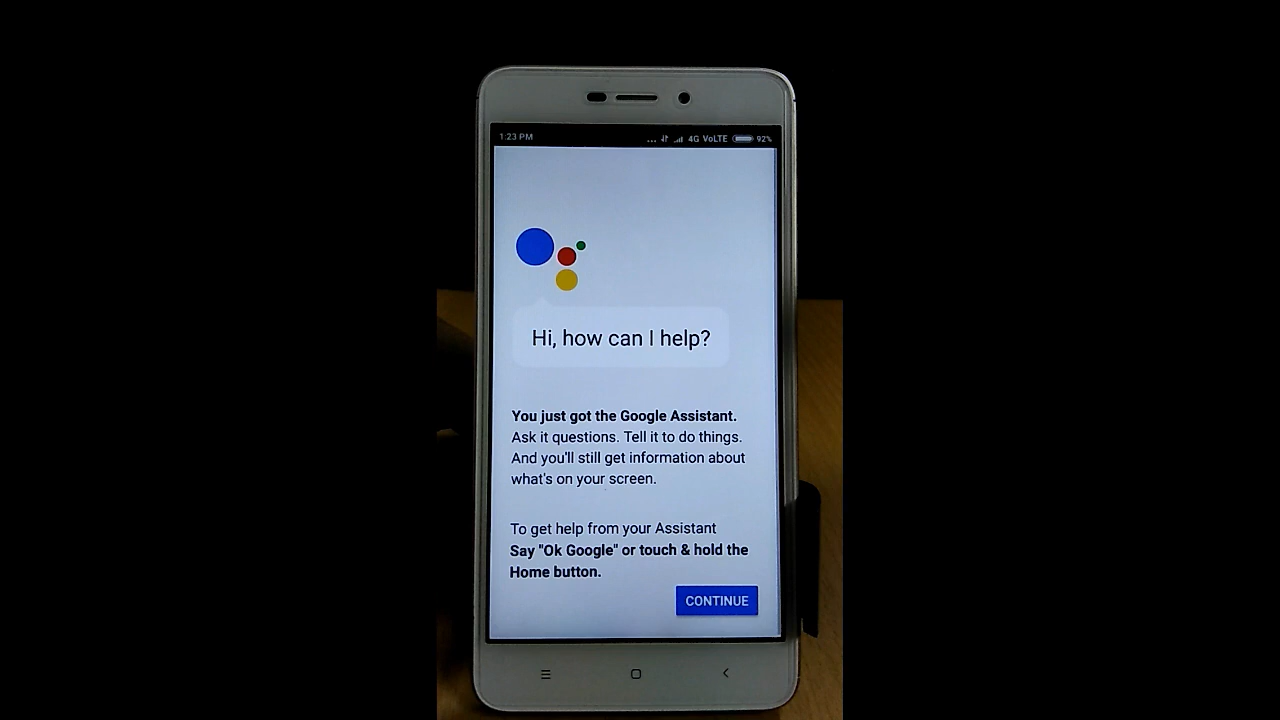 1:23 PM ... 4G VoLTE 92%
Hi, how can I help?
You just got the Google Assistant.
Ask it questions. Tell it to do things.
And you'll still get information about
what's on your screen.
To get help from your Assistant
Say "Ok Google" or touch & hold the
Home button.
CONTINUE